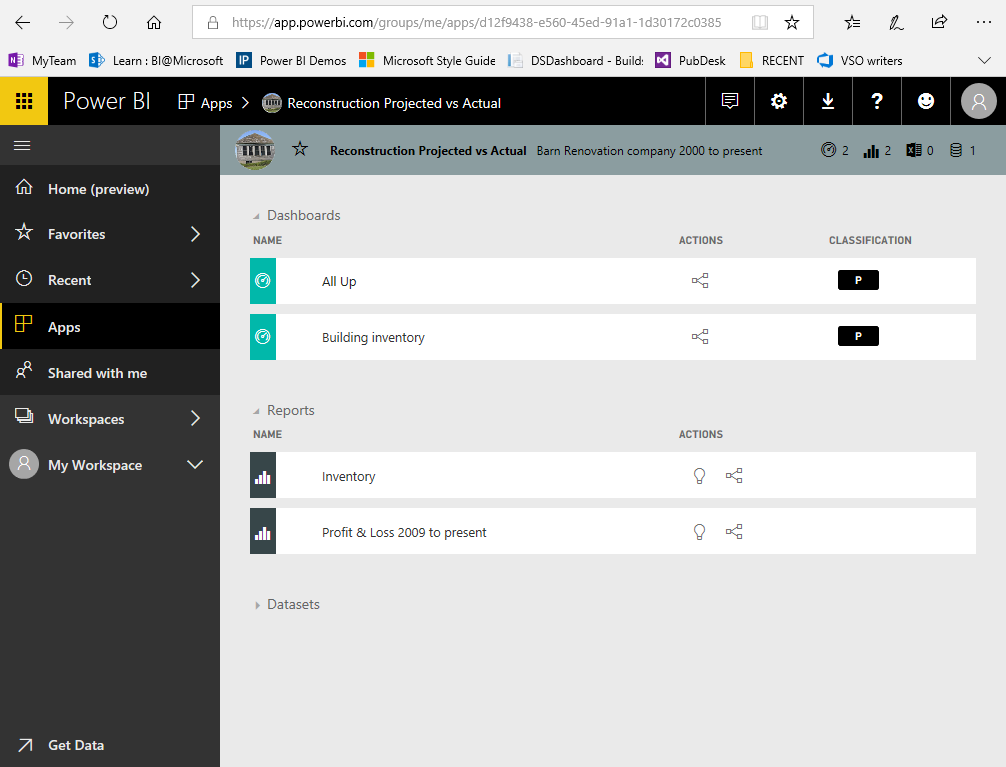 https://app.powerbi.com/groups/me/apps/d12f9438-e560-45ed-91a1-1d30172c0385
MyTeam Learn : BI@Microsoft IP Power BI Demos Microsoft Style Guide DSDashboard - Builds PubDesk RECENT VSO writers
Power BI Apps Reconstruction Projected vs Actual
Reconstruction Projected vs Actual Barn Renovation company 2000 to present 2 2 0 1
Home (preview)
Favorites
Recent
Apps
Shared with me
Workspaces
My Workspace
Get Data
Dashboards
NAME ACTIONS CLASSIFICATION
All Up P
Building inventory P
Reports
NAME ACTIONS
Inventory
Profit & Loss 2009 to present
Datasets